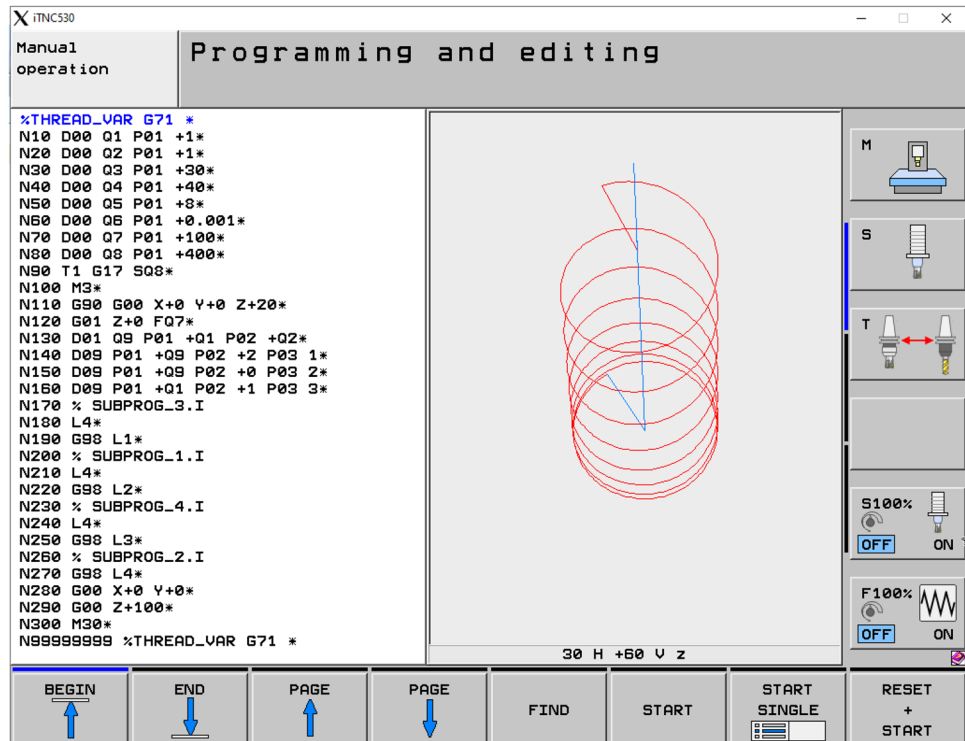 iTNC530
Manual
operation
Programming and editing
%THREAD_VAR G71 *
N10 D00 Q1 P01 +1*
N20 D00 Q2 P01 +1*
N30 D00 Q3 P01 +30*
N40 D00 Q4 P01 +40*
N50 D00 Q5 P01 +8*
N60 D00 Q6 P01 +0.001*
N70 D00 Q7 P01 +100*
N80 D00 Q8 P01 +400*
N90 T1 G17 SQ8*
N100 M3*
N110 G90 G00 X+0 Y+0 Z+20*
N120 G01 Z+0 FQ7*
N130 D01 Q9 P01 +Q1 P02 +Q2*
N140 D09 P01 +Q9 P02 +2 P03 1*
N150 D09 P01 +Q9 P02 +0 P03 2*
N160 D09 P01 +Q1 P02 +1 P03 3*
N170 % SUBPROG_3.I
N180 L4*
N190 G98 L1*
N200 % SUBPROG_1.I
N210 L4*
N220 G98 L2*
N230 % SUBPROG_4.I
N240 L4*
N250 G98 L3*
N260 % SUBPROG_2.I
N270 G98 L4*
N280 G00 X+0 Y+0*
N290 G00 Z+100*
N300 M30*
N99999999 %THREAD_VAR G71 *
30 H +60 V z
M
S
T
S100%
OFF ON
F100%
OFF ON
BEGIN
END
PAGE
PAGE
FIND
START
START
SINGLE
RESET
+
START